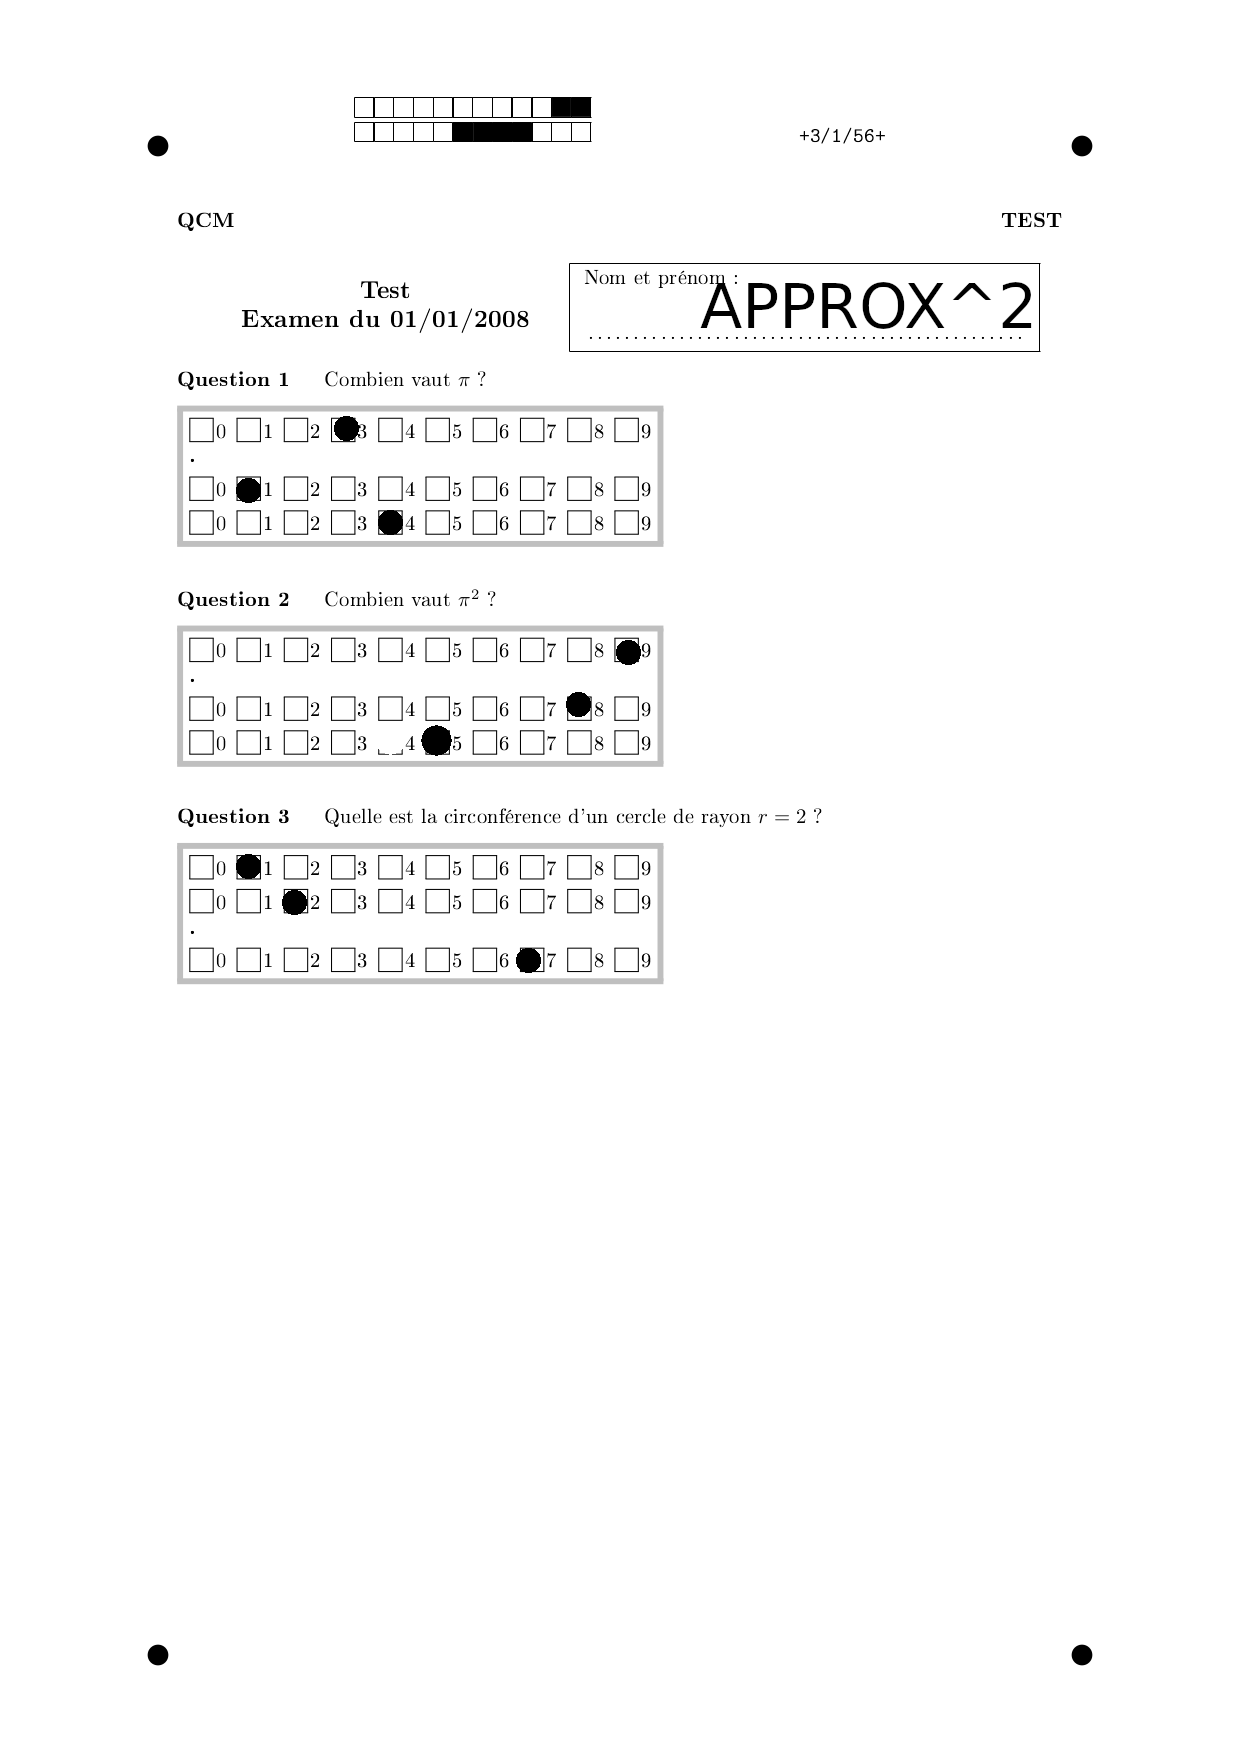 +3/1/56+
QCM TEST
Test
Examen du 01/01/2008
Nom et prénom :
APPROX^2
Question 1 Combien vaut π ?
0 1 2 3 4 5 6 7 8 9
.
0 1 2 3 4 5 6 7 8 9
0 1 2 3 4 5 6 7 8 9
Question 2 Combien vaut π² ?
0 1 2 3 4 5 6 7 8 9
.
0 1 2 3 4 5 6 7 8 9
0 1 2 3 4 5 6 7 8 9
Question 3 Quelle est la circonférence d'un cercle de rayon r = 2 ?
0 1 2 3 4 5 6 7 8 9
0 1 2 3 4 5 6 7 8 9
.
0 1 2 3 4 5 6 7 8 9